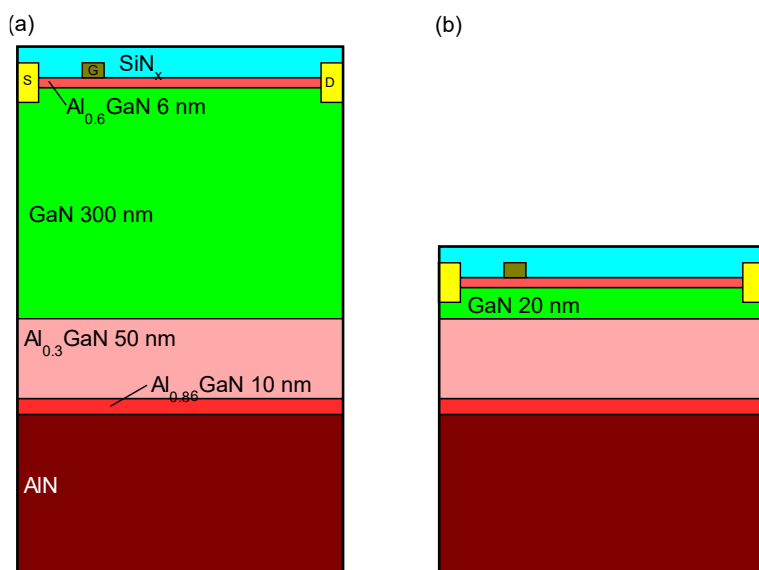 (a)
(b)
SiNx
G
S
D
Al0.6GaN 6 nm
GaN 300 nm
GaN 20 nm
Al0.3GaN 50 nm
Al0.86GaN 10 nm
AlN